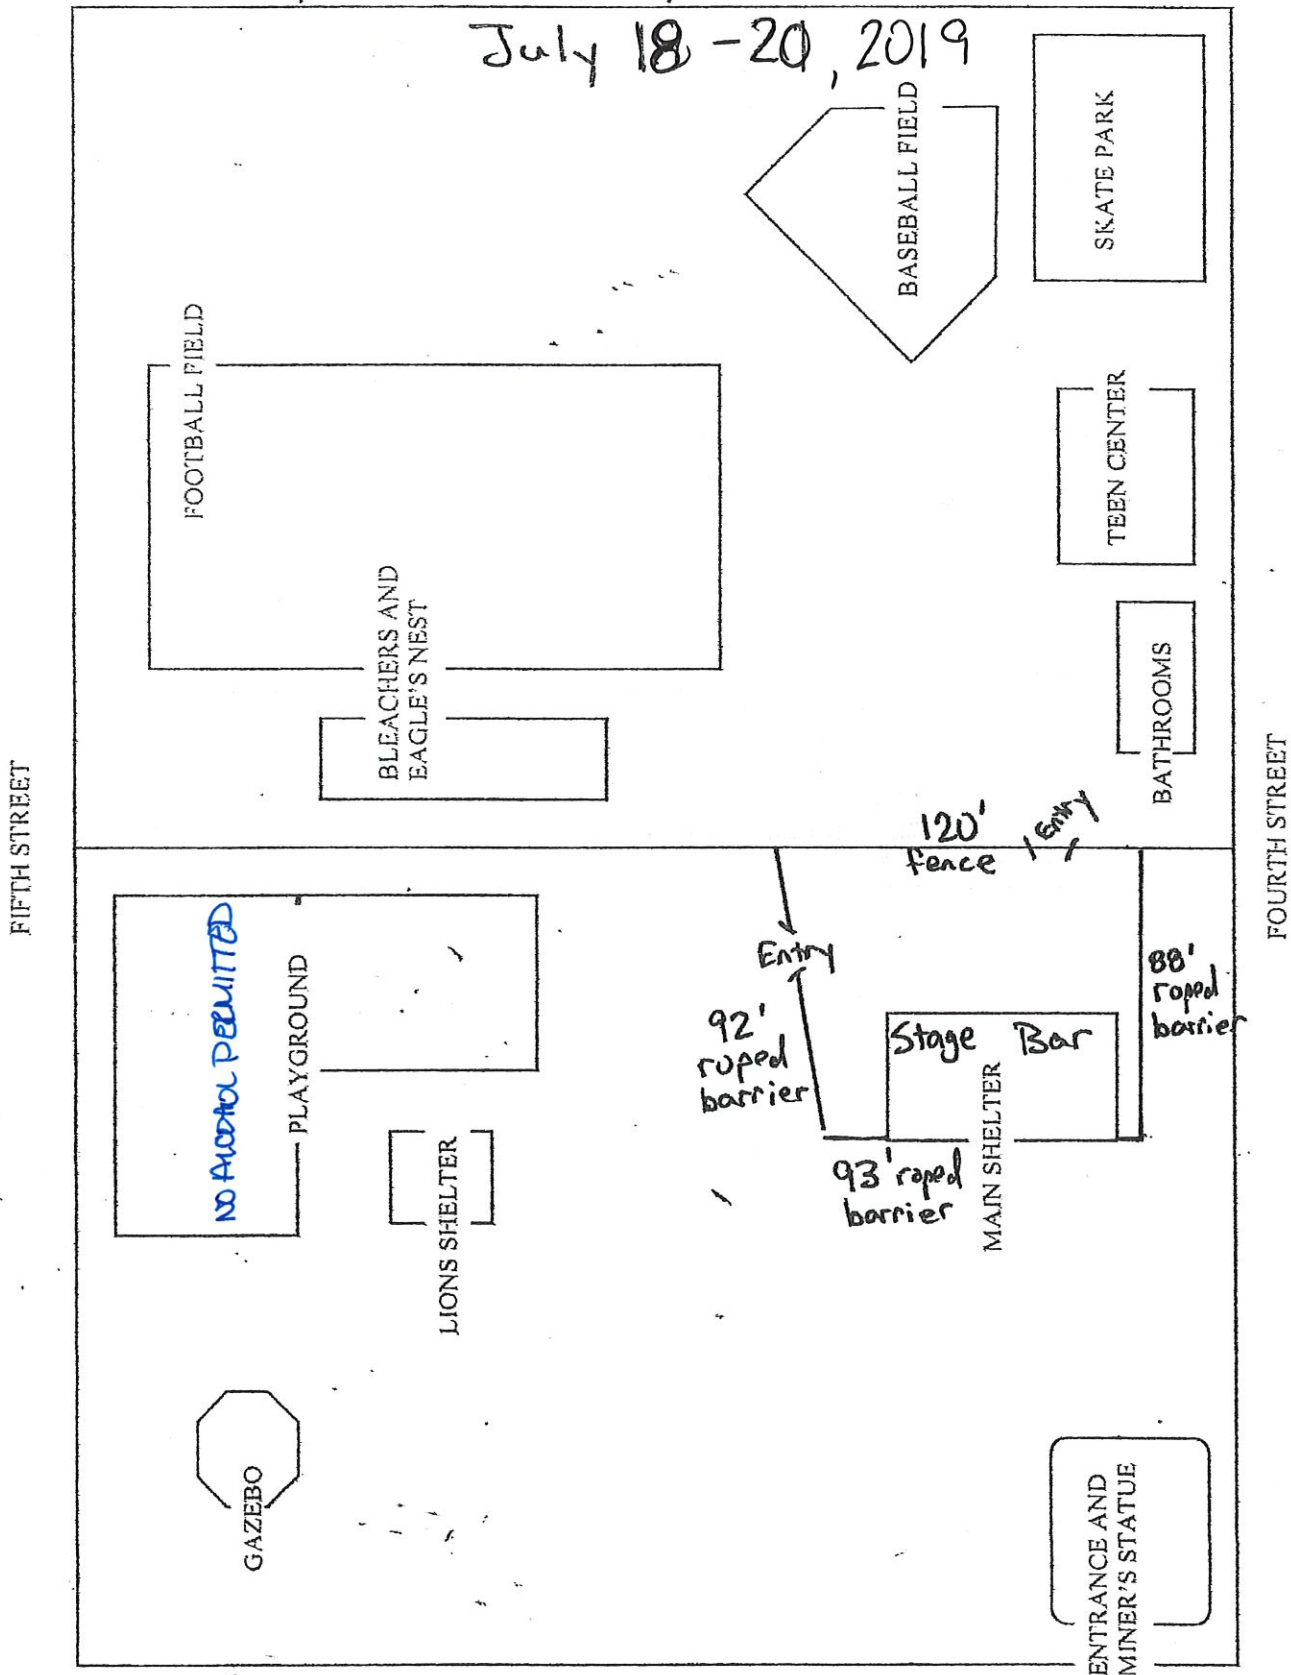 July 18-20, 2019
SKATE PARK
BASEBALL FIELD
FOOTBALL FIELD
TEEN CENTER
BLEACHERS AND
EAGLE'S NEST
BATHROOMS
FIFTH STREET
FOURTH STREET
120'
fence
Entry
NO ALCOHOL PERMITTED
PLAYGROUND
Entry
92'
roped
barrier
88'
roped
barrier
Stage Bar
MAIN SHELTER
93' roped
barrier
LIONS SHELTER
GAZEBO
ENTRANCE AND
MINER'S STATUE